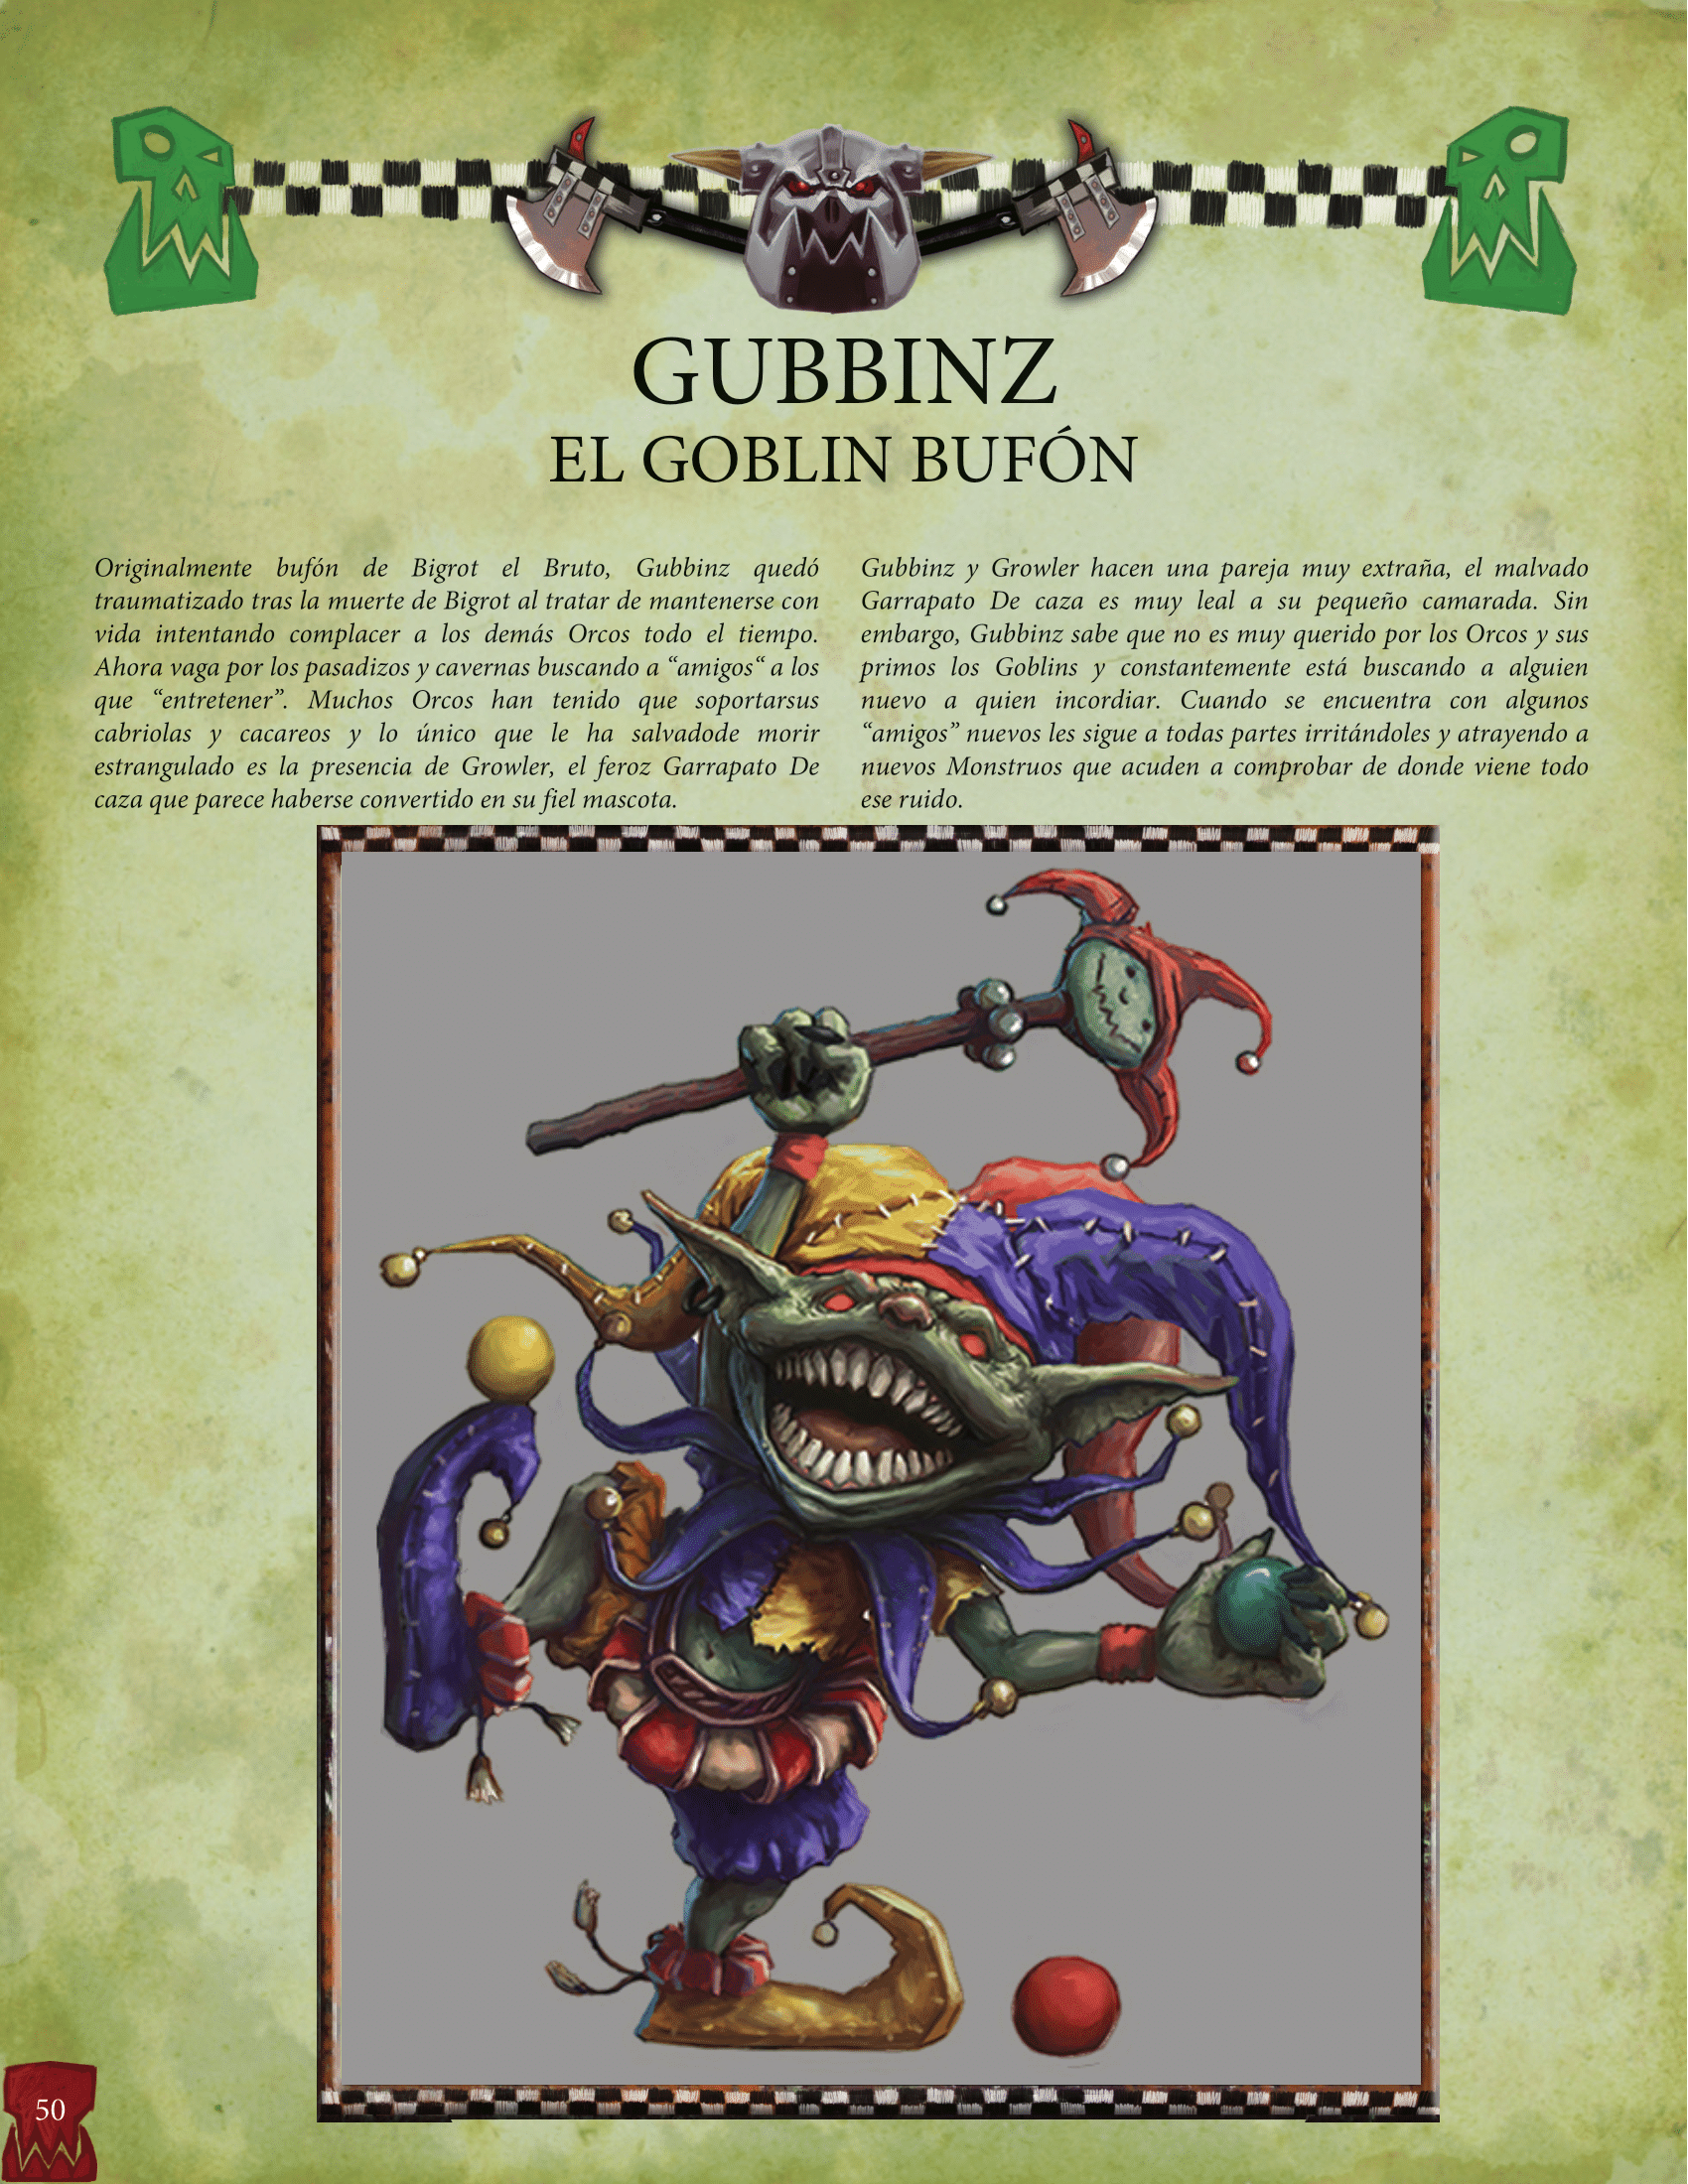 GUBBINZ
EL GOBLIN BUFÓN
Originalmente bufón de Bigrot el Bruto, Gubbinz quedó
traumatizado tras la muerte de Bigrot al tratar de mantenerse con
vida intentando complacer a los demás Orcos todo el tiempo.
Ahora vaga por los pasadizos y cavernas buscando a “amigos“ a los
que “entretener”. Muchos Orcos han tenido que soportarsus
cabriolas y cacareos y lo único que le ha salvadode morir
estrangulado es la presencia de Growler, el feroz Garrapato De
caza que parece haberse convertido en su fiel mascota.
Gubbinz y Growler hacen una pareja muy extraña, el malvado
Garrapato De caza es muy leal a su pequeño camarada. Sin
embargo, Gubbinz sabe que no es muy querido por los Orcos y sus
primos los Goblins y constantemente está buscando a alguien
nuevo a quien incordiar. Cuando se encuentra con algunos
“amigos” nuevos les sigue a todas partes irritándoles y atrayendo a
nuevos Monstruos que acuden a comprobar de donde viene todo
ese ruido.
50